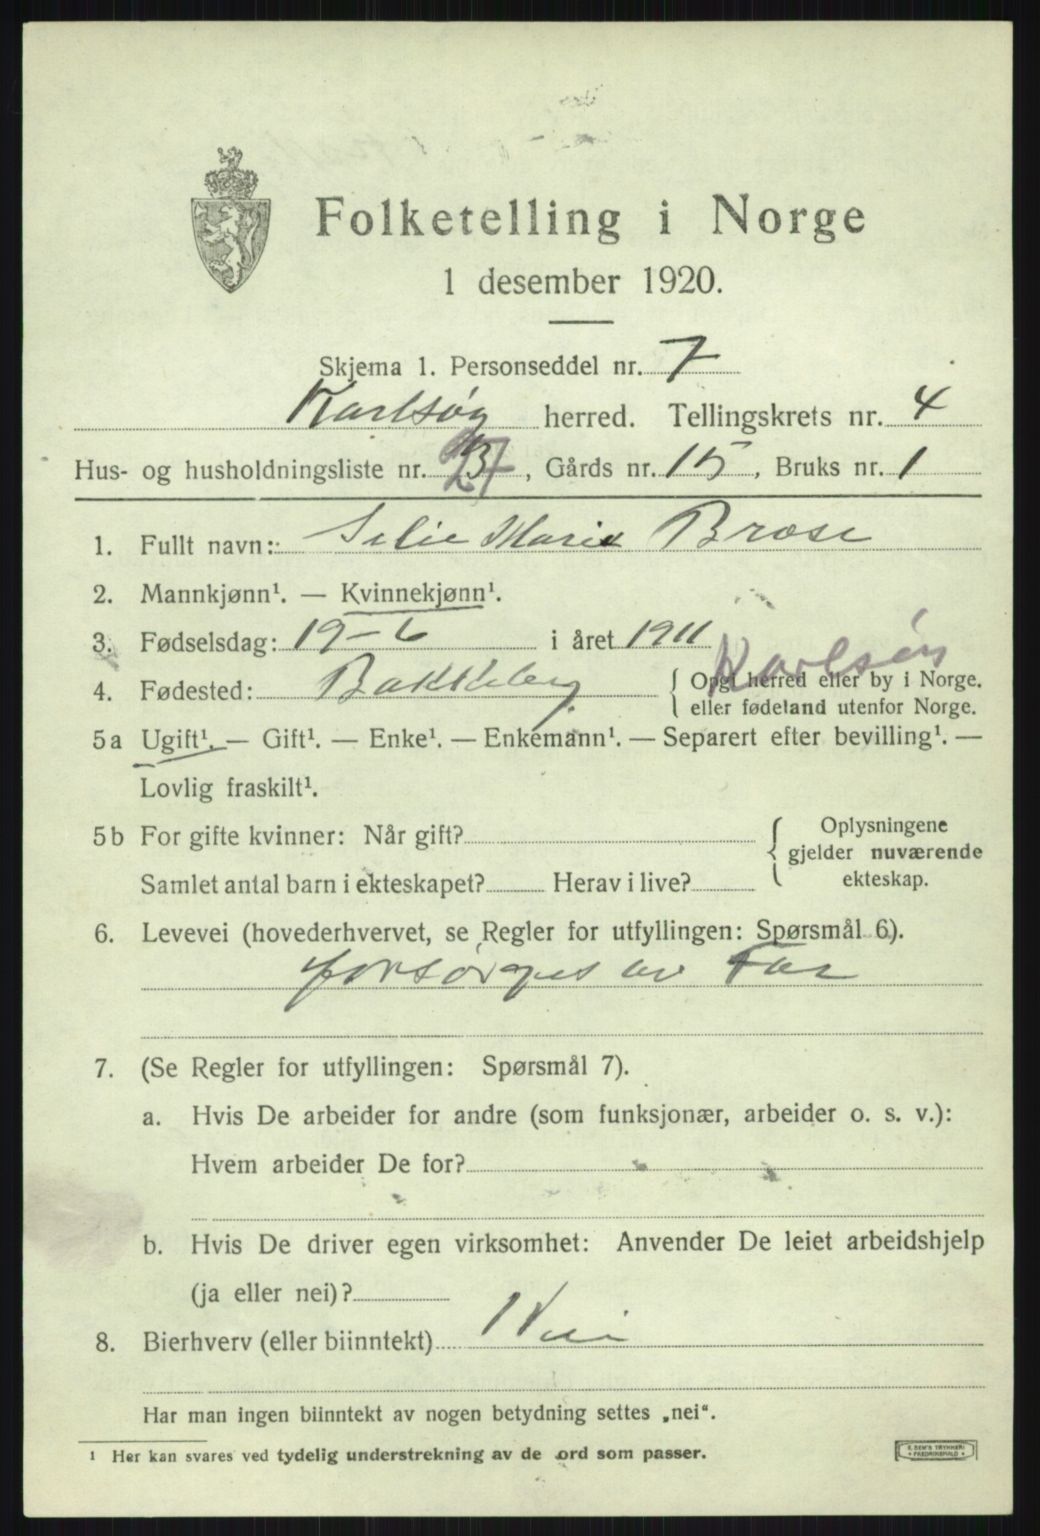 Folketelling i Norge
1 desember 1920.
Skjema 1. Personseddel nr. 7
Karlsøy herred. Tellingskrets nr. 4
Hus- og husholdningsliste nr. 27, Gårds nr. 15, Bruks nr. 1
1. Fullt navn: Selie Marie Brose
2. Mannkjønn¹. — Kvinnekjønn¹.
3. Fødselsdag: 19-6 i året 1911
Karlsöy
4. Fødested: Bakkeby. { Opgi herred eller by i Norge.
eller fødeland utenfor Norge.
5a Ugift¹. — Gift¹. — Enke¹. — Enkemann¹. — Separert efter bevilling¹. —
Lovlig fraskilt¹.
5b For gifte kvinner: Når gift? { Oplysningene
gjelder nuværende
Samlet antal barn i ekteskapet? Herav i live? ekteskap.
6. Levevei (hovederhvervet, se Regler for utfyllingen: Spørsmål 6).
forsørges av Far
7. (Se Regler for utfyllingen: Spørsmål 7).
a. Hvis De arbeider for andre (som funksjonær, arbeider o. s. v.):
Hvem arbeider De for?
b. Hvis De driver egen virksomhet: Anvender De leiet arbeidshjelp
(ja eller nei)?
8. Bierhverv (eller biinntekt) Nei
Har man ingen biinntekt av nogen betydning settes „nei“.
¹ Her kan svares ved tydelig understrekning av de ord som passer.